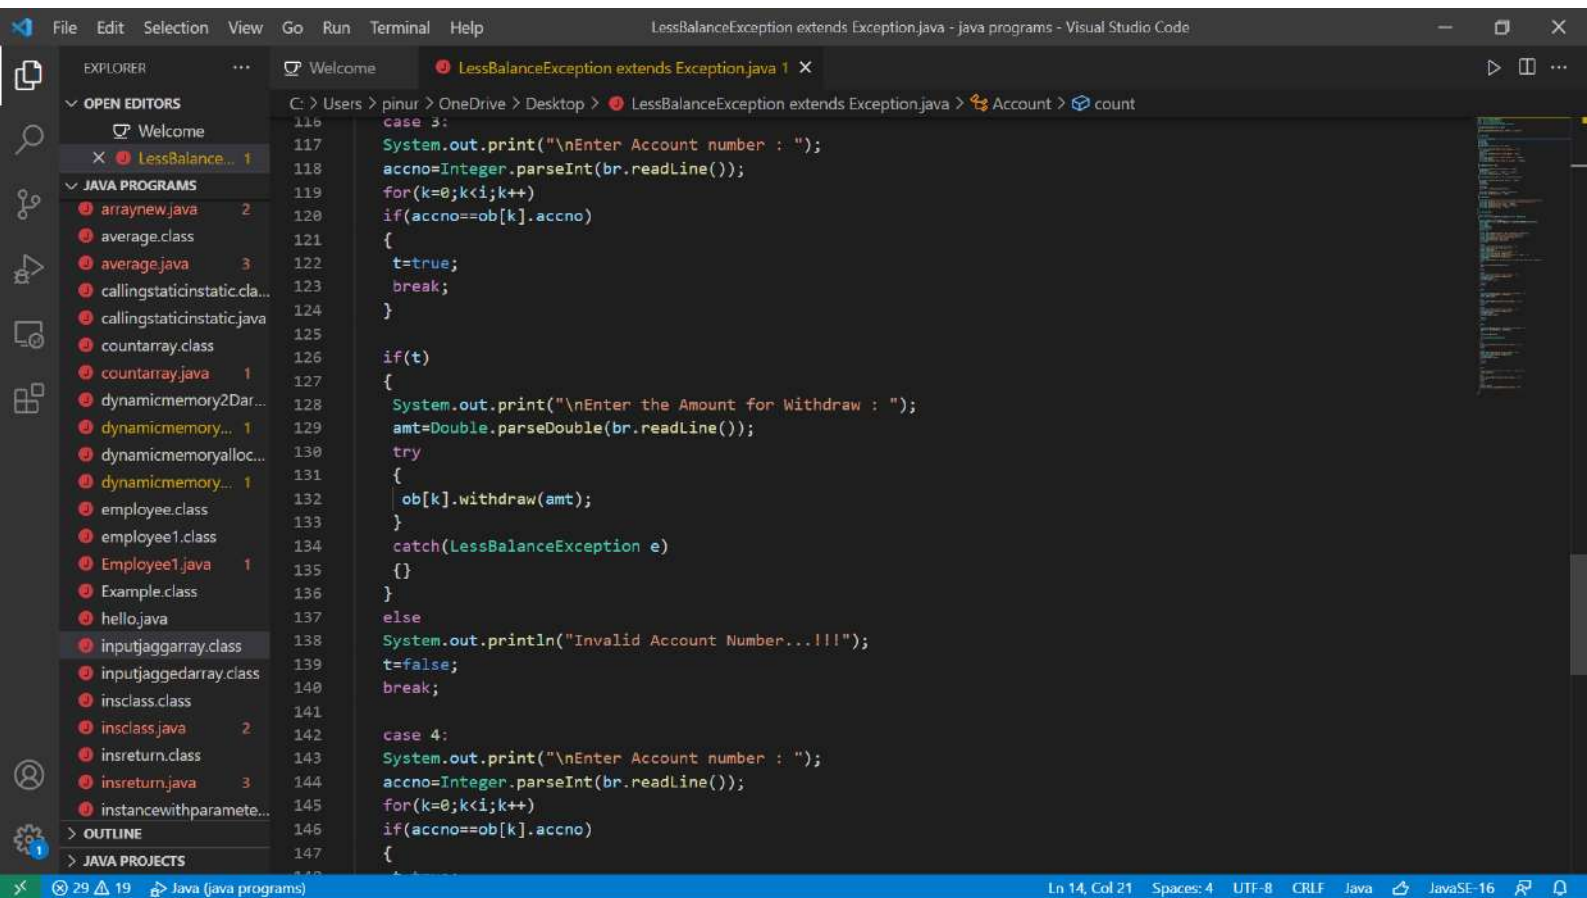 File Edit Selection View Go Run Terminal Help LessBalanceException extends Exception.java - java programs - Visual Studio Code
EXPLORER ...
OPEN EDITORS
Welcome
LessBalance... 1
JAVA PROGRAMS
arraynew.java 2
average.class
average.java 3
callingstaticinstatic.cla...
callingstaticinstatic.java
countarray.class
countarray.java 1
dynamicmemory2Dar...
dynamicmemory... 1
dynamicmemoryalloc...
dynamicmemory... 1
employee.class
employee1.class
Employee1.java 1
Example.class
hello.java
inputjaggarray.class
inputjaggedarray.class
insclass.class
insclass.java 2
insreturn.class
insreturn.java 3
instancewithparamete...
OUTLINE
JAVA PROJECTS
1
Welcome LessBalanceException extends Exception.java 1
C: > Users > pinur > OneDrive > Desktop > LessBalanceException extends Exception.java > Account > count
116 case 3:
117 System.out.print("\nEnter Account number : ");
118 accno=Integer.parseInt(br.readLine());
119 for(k=0;k<i;k++)
120 if(accno==ob[k].accno)
121 {
122 t=true;
123 break;
124 }
125
126 if(t)
127 {
128 System.out.print("\nEnter the Amount for Withdraw : ");
129 amt=Double.parseDouble(br.readLine());
130 try
131 {
132 ob[k].withdraw(amt);
133 }
134 catch(LessBalanceException e)
135 {}
136 }
137 else
138 System.out.println("Invalid Account Number...!!!");
139 t=false;
140 break;
141
142 case 4:
143 System.out.print("\nEnter Account number : ");
144 accno=Integer.parseInt(br.readLine());
145 for(k=0;k<i;k++)
146 if(accno==ob[k].accno)
147 {
29 19 Java (java programs) Ln 14, Col 21 Spaces: 4 UTF-8 CRLF Java JavaSE-16